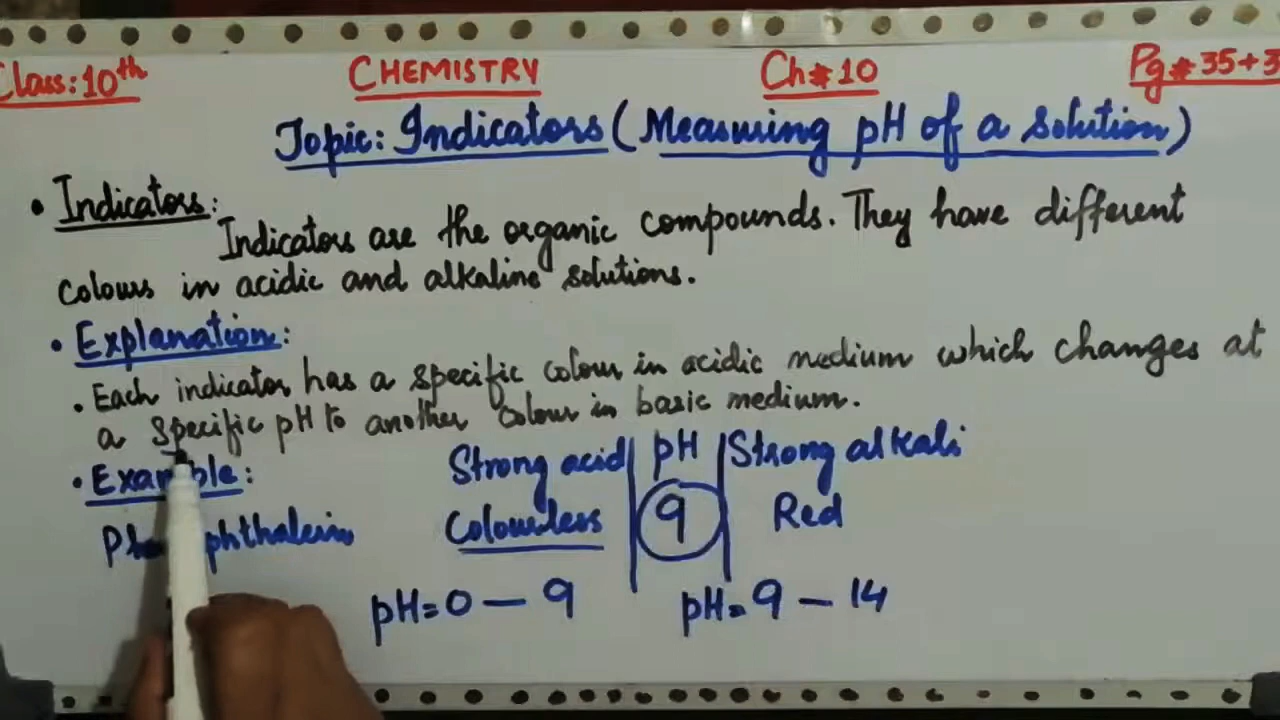 Class: 10th CHEMISTRY Ch#10 Pg#35+3
Topic: Indicators (Measuring pH of a Solution)
• Indicators:
Indicators are the organic compounds. They have different
colours in acidic and alkaline solutions.
• Explanation:
• Each indicator has a specific colour in acidic medium which changes at
a specific pH to another colour in basic medium.
• Example: Strong acid pH Strong alkali
Colourless 9 Red
pH=0 — 9 pH=9 — 14